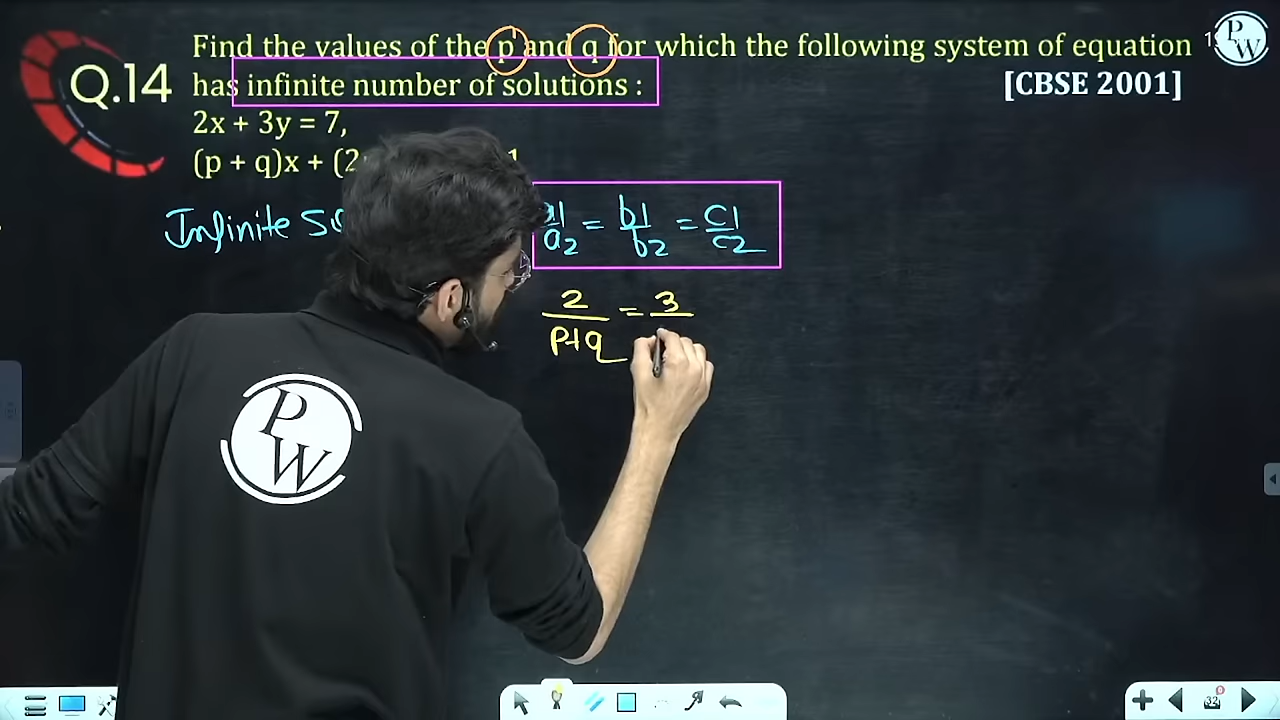 Q.14
Find the values of the p and q for which the following system of equation
has infinite number of solutions :
[CBSE 2001]
2x + 3y = 7,
(p + q)x + (2
Infinite
a1/a2 = b1/b2 = c1/c2
2/p+q = 3
PW
PW
32